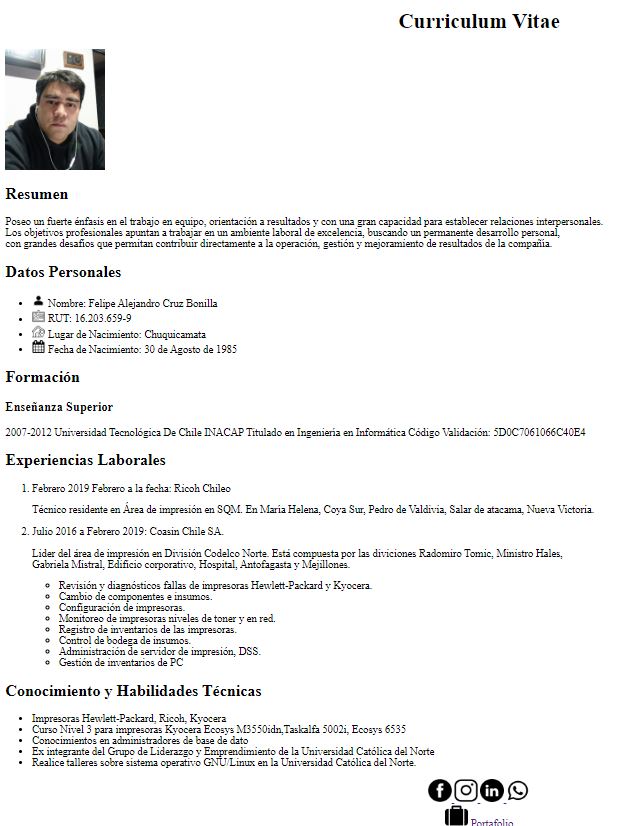 Curriculum Vitae
Resumen
Poseo un fuerte énfasis en el trabajo en equipo, orientación a resultados y con una gran capacidad para establecer relaciones interpersonales.
Los objetivos profesionales apuntan a trabajar en un ambiente laboral de excelencia, buscando un permanente desarrollo personal,
con grandes desafios que permitan contribuir directamente a la operación, gestión y mejoramiento de resultados de la compañía.
Datos Personales
Nombre: Felipe Alejandro Cruz Bonilla
RUT: 16.203.659-9
Lugar de Nacimiento: Chuquicamata
Fecha de Nacimiento: 30 de Agosto de 1985
Formación
Enseñanza Superior
2007-2012 Universidad Tecnológica De Chile INACAP Titulado en Ingenieria en Informática Código Validación: 5D0C7061066C40E4
Experiencias Laborales
1. Febrero 2019 Febrero a la fecha: Ricoh Chileo
Técnico residente en Área de impresión en SQM. En Maria Helena, Coya Sur, Pedro de Valdivia, Salar de atacama, Nueva Victoria.
2. Julio 2016 a Febrero 2019: Coasin Chile SA.
Lider del área de impresión en División Codelco Norte. Está compuesta por las diviciones Radomiro Tomic, Ministro Hales,
Gabriela Mistral, Edificio corporativo, Hospital, Antofagasta y Mejillones.
Revisión y diagnósticos fallas de impresoras Hewlett-Packard y Kyocera.
Cambio de componentes e insumos.
Configuración de impresoras.
Monitoreo de impresoras niveles de toner y en red.
Registro de inventarios de las impresoras.
Control de bodega de insumos.
Administración de servidor de impresión, DSS.
Gestión de inventarios de PC
Conocimiento y Habilidades Técnicas
Impresoras Hewlett-Packard, Ricoh, Kyocera
Curso Nivel 3 para impresoras Kyocera Ecosys M3550idn,Taskalfa 5002i, Ecosys 6535
Conocimientos en administradores de base de dato
Ex integrante del Grupo de Liderazgo y Emprendimiento de la Universidad Católica del Norte
Realice talleres sobre sistema operativo GNU/Linux en la Universidad Católica del Norte.
Portafolio